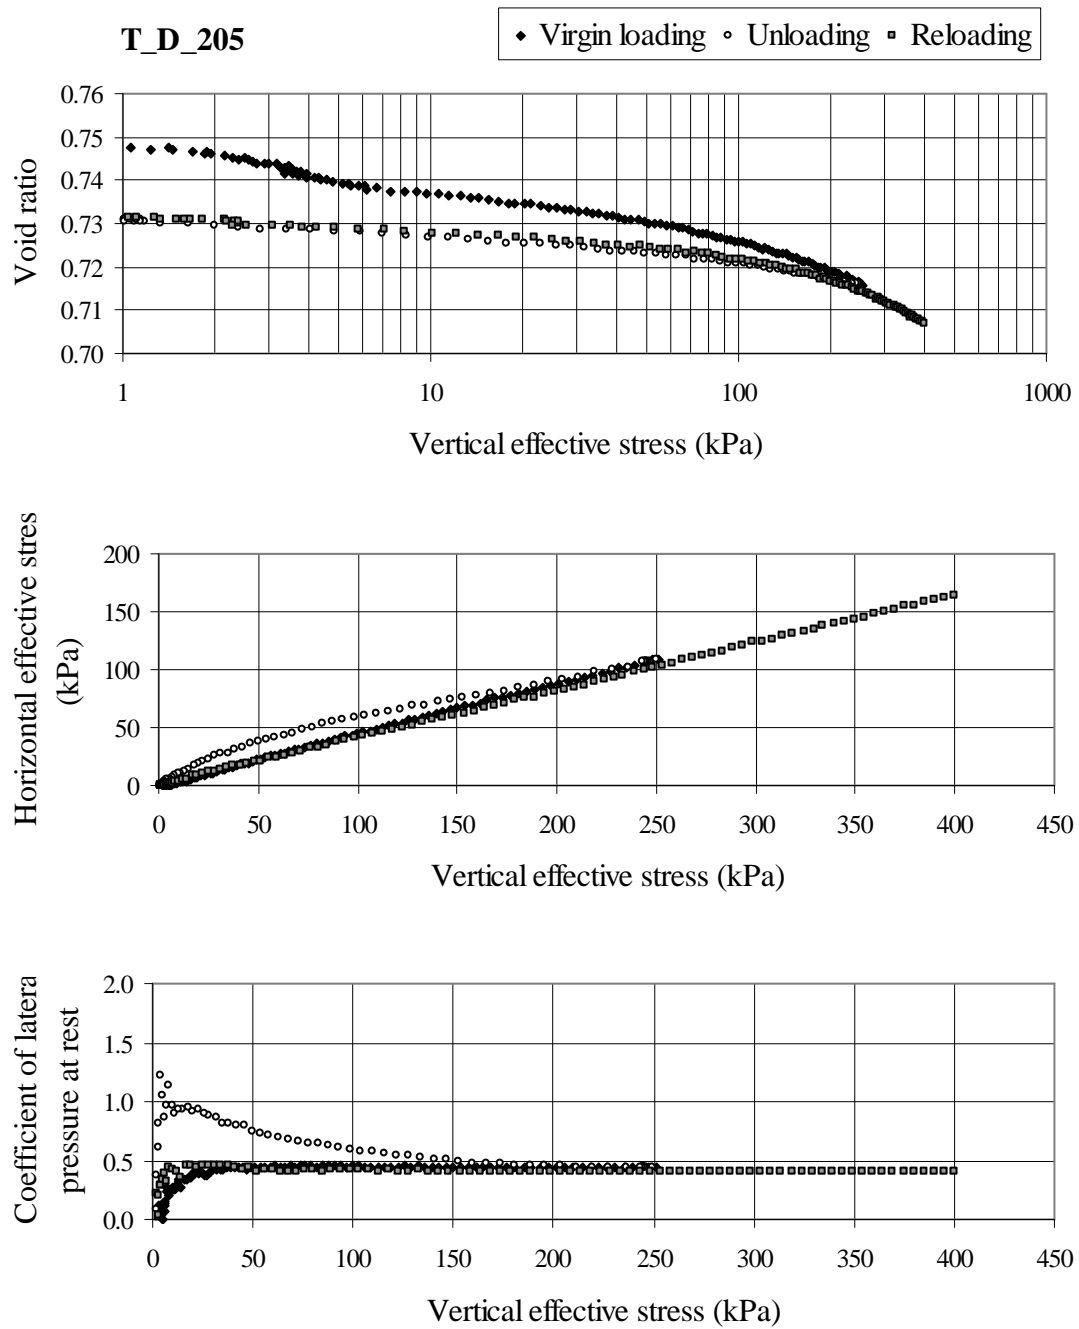 T_D_205
Virgin loading Unloading Reloading
Void ratio
0.76
0.75
0.74
0.73
0.72
0.71
0.70
1 10 100 1000
Vertical effective stress (kPa)
Horizontal effective stres
(kPa)
200
150
100
50
0
0 50 100 150 200 250 300 350 400 450
Vertical effective stress (kPa)
Coefficient of latera
pressure at rest
2.0
1.5
1.0
0.5
0.0
0 50 100 150 200 250 300 350 400 450
Vertical effective stress (kPa)